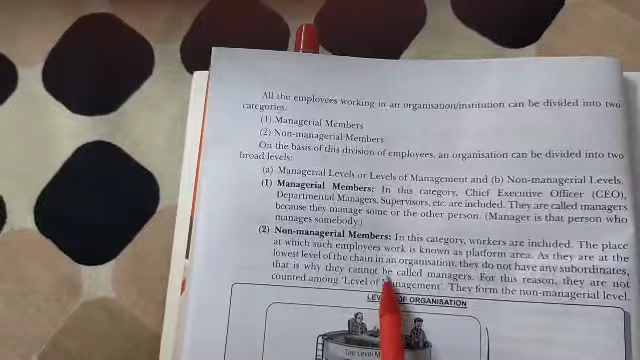 All the employees working in an organisation/institution can be divided into two
categories.
(1) Managerial Members
(2) Non-managerial Members
On the basis of this division of employees, an organisation can be divided into two
broad levels:
(a) Managerial Levels or Levels of Management and (b) Non-managerial Levels.
(1) Managerial Members: In this category, Chief Executive Officer (CEO),
Departmental Managers, Supervisors, etc. are included. They are called managers
because they manage some or the other person. (Manager is that person who
manages somebody.)
(2) Non-managerial Members: In this category, workers are included. The place
at which such employees work is known as platform area. As they are at the
lowest level of the chain in an organisation, they do not have any subordinates,
that is why they cannot be called managers. For this reason, they are not
counted among 'Level of Management'. They form the non-managerial level.
OF ORGANISATION
Top Level